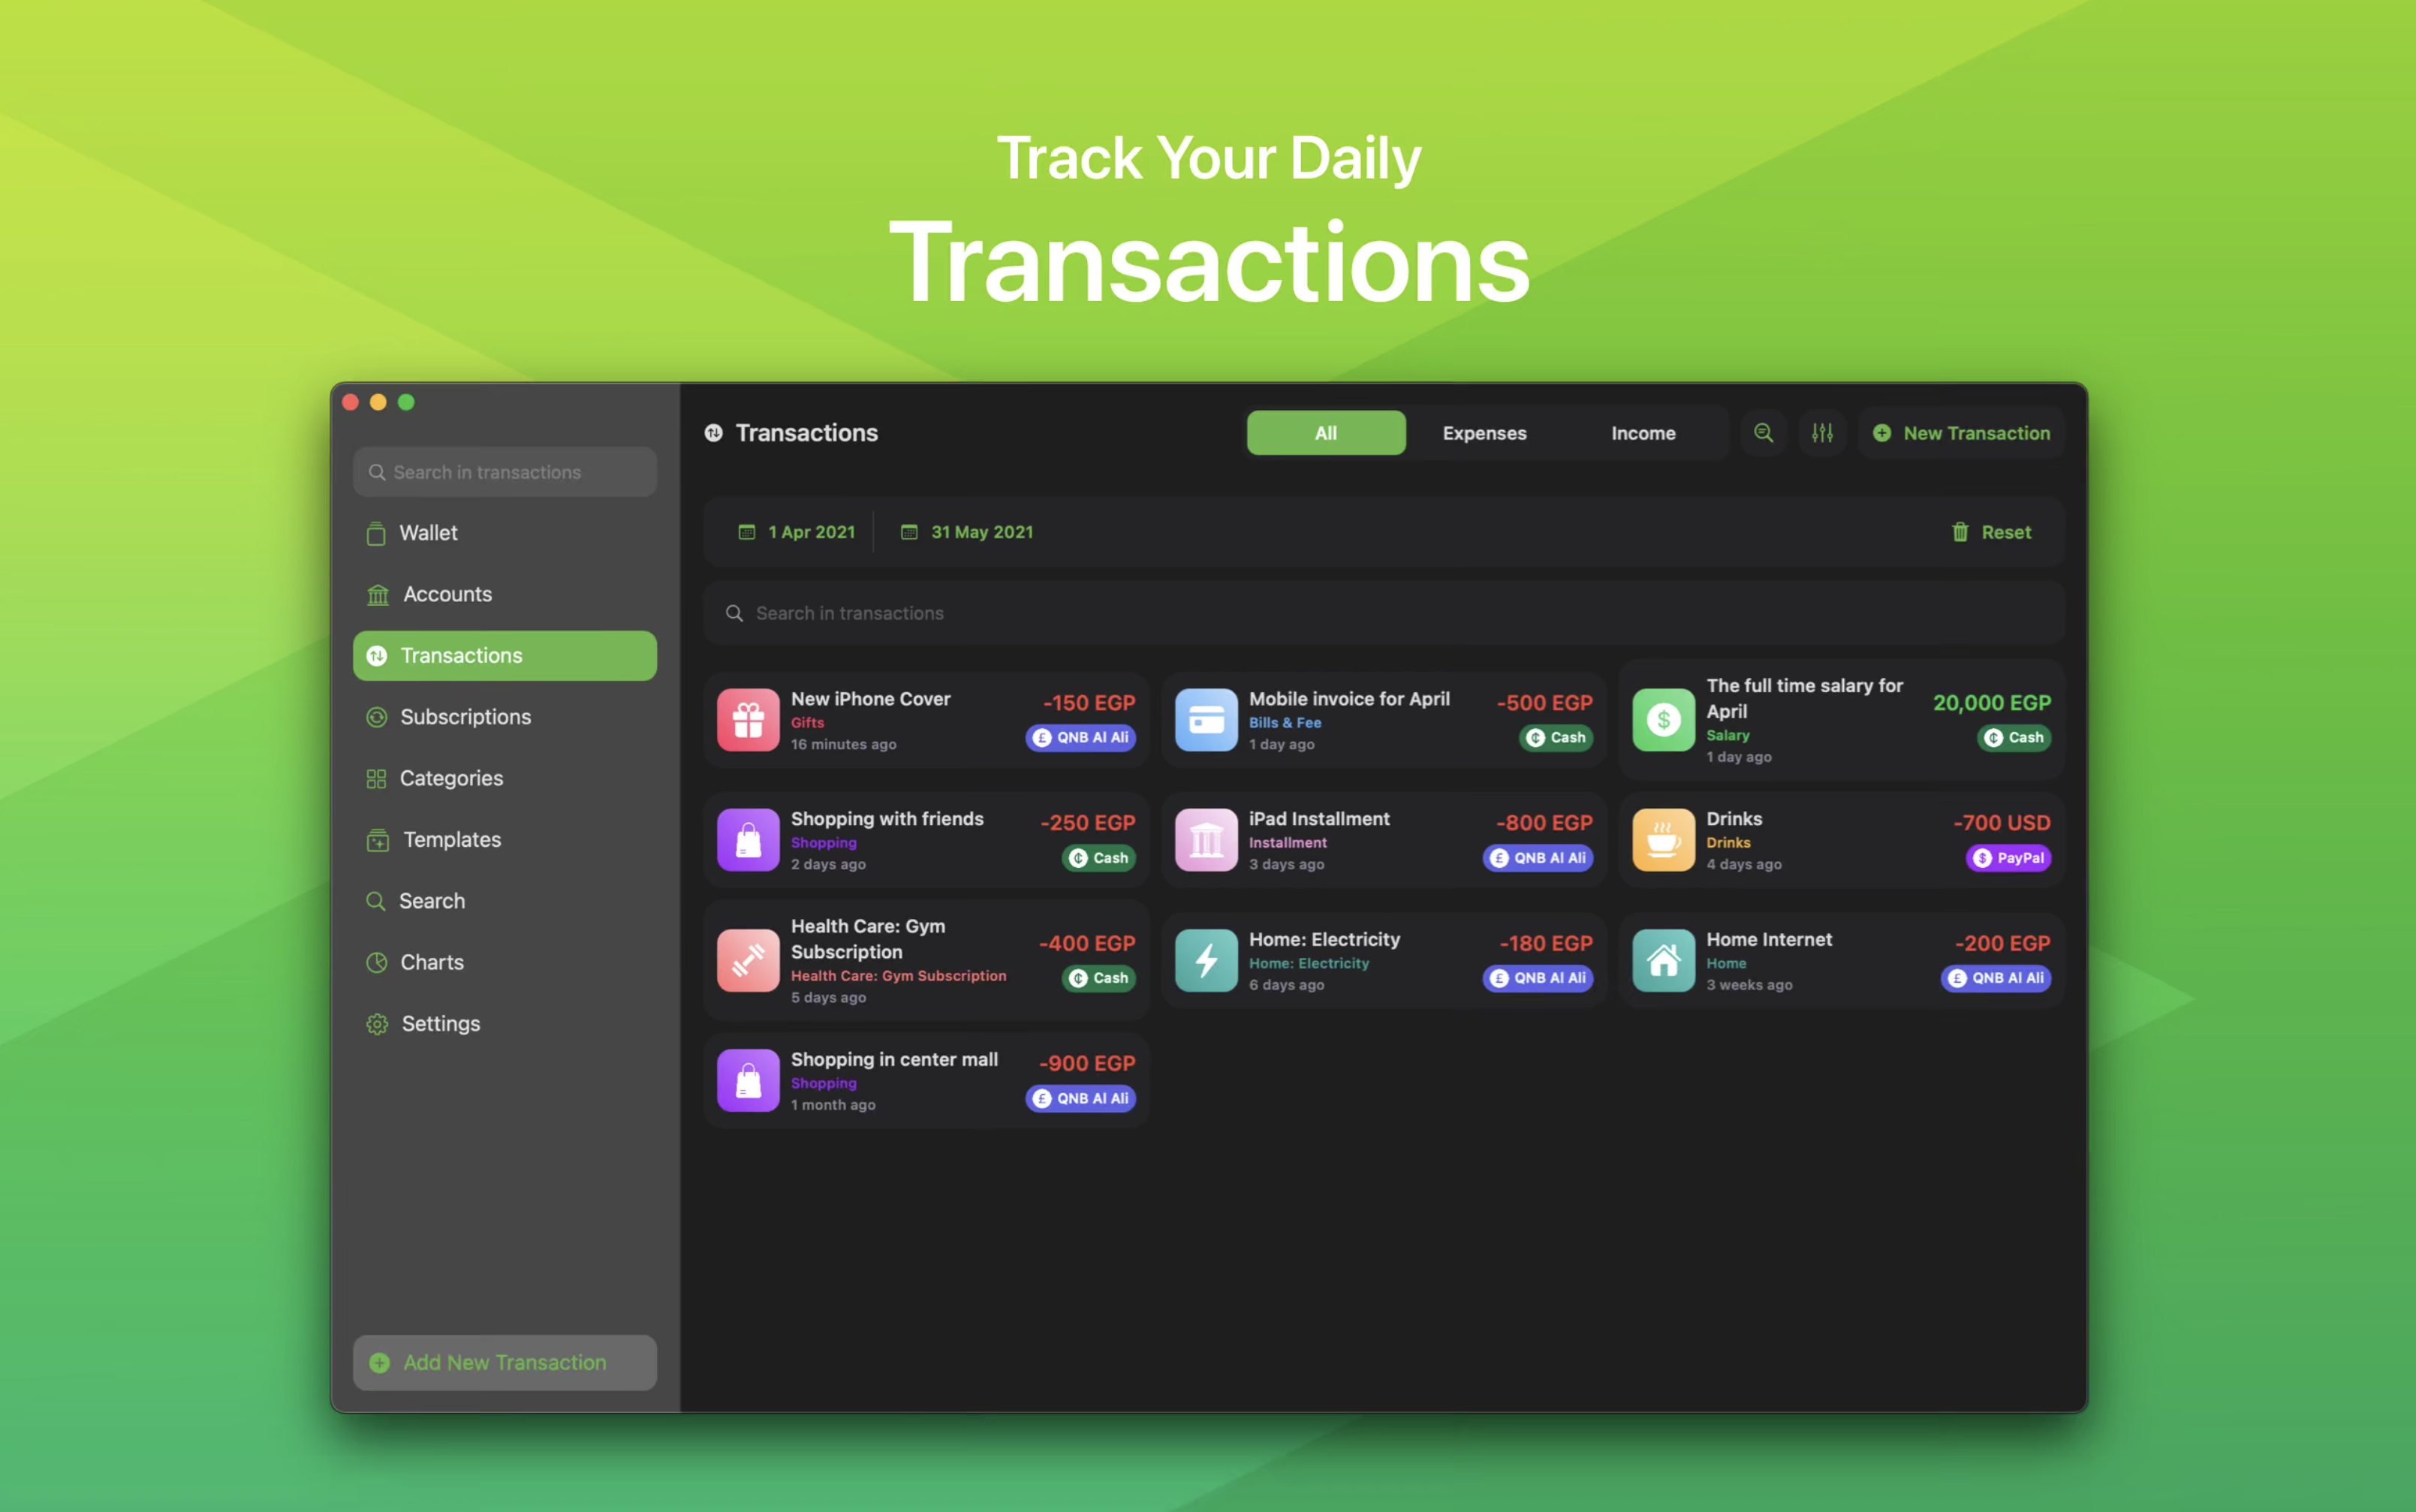 Track Your Daily
Transactions
Search in transactions
Wallet
Accounts
Transactions
Subscriptions
Categories
Templates
Search
Charts
Settings
Add New Transaction
Transactions
All
Expenses
Income
New Transaction
1 Apr 2021
31 May 2021
Reset
Search in transactions
New iPhone Cover
Gifts
16 minutes ago
-150 EGP
£ QNB Al Ali
Mobile invoice for April
Bills & Fee
1 day ago
-500 EGP
₵ Cash
The full time salary for
April
Salary
1 day ago
20,000 EGP
₵ Cash
Shopping with friends
Shopping
2 days ago
-250 EGP
₵ Cash
iPad Installment
Installment
3 days ago
-800 EGP
£ QNB Al Ali
Drinks
Drinks
4 days ago
-700 USD
$ PayPal
Health Care: Gym
Subscription
Health Care: Gym Subscription
5 days ago
-400 EGP
₵ Cash
Home: Electricity
Home: Electricity
6 days ago
-180 EGP
£ QNB Al Ali
Home Internet
Home
3 weeks ago
-200 EGP
£ QNB Al Ali
Shopping in center mall
Shopping
1 month ago
-900 EGP
£ QNB Al Ali